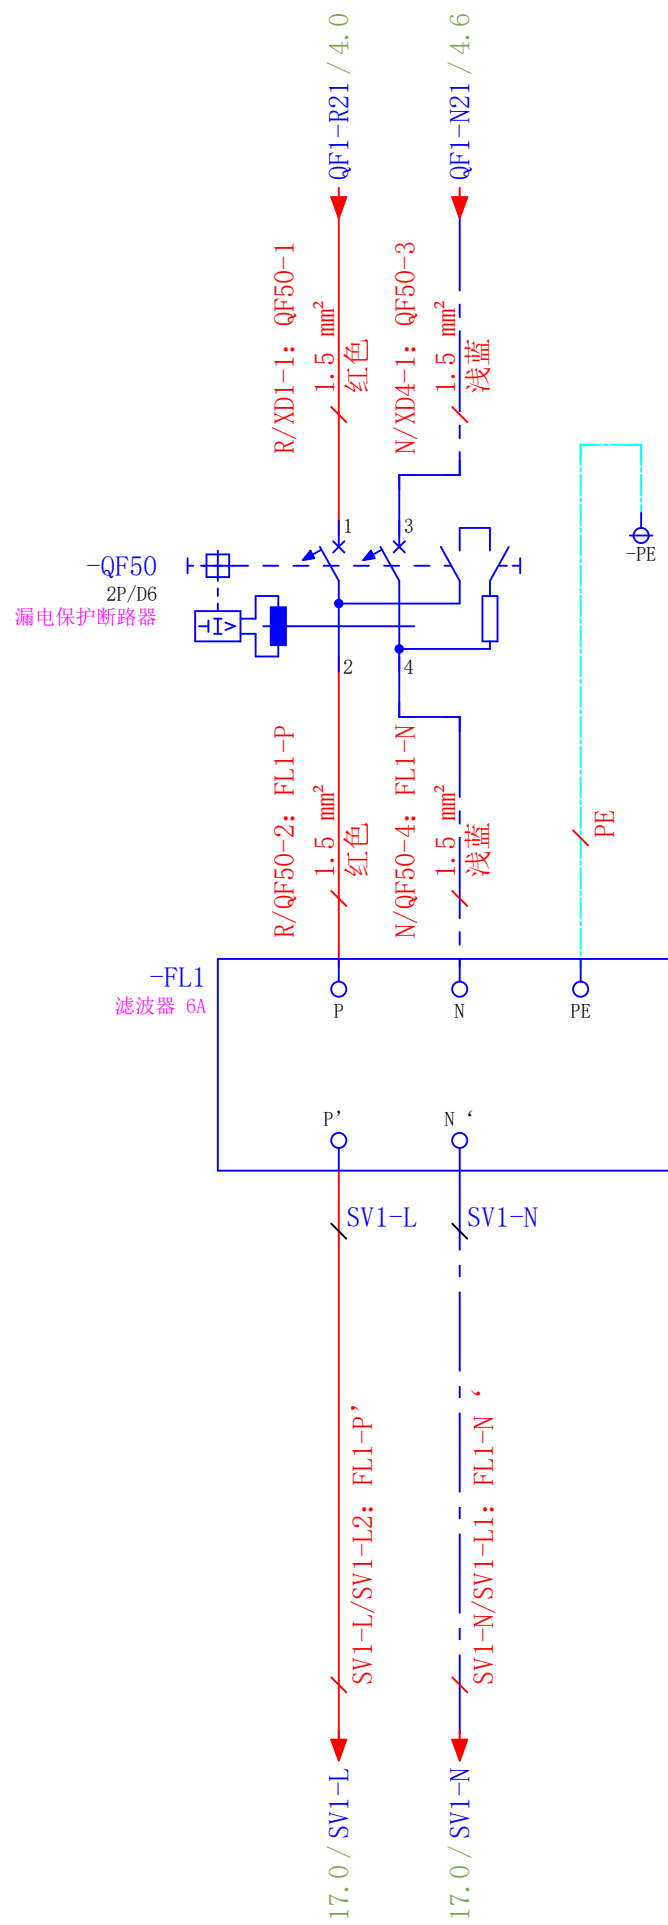 QF1-R21/4.0
QF1-N21/4.6
R/XD1-1: QF50-1
1.5 mm²
红色
N/XD4-1: QF50-3
1.5 mm²
浅蓝
1
3
-QF50
2P/D6
漏电保护断路器
I
>
2
4
-PE
R/QF50-2: FL1-P
1.5 mm²
红色
N/QF50-4: FL1-N
1.5 mm²
浅蓝
PE
-FL1
滤波器 6A
P
N
PE
P’
N ‘
SV1-L
SV1-N
SV1-L/SV1-L2: FL1-P’
SV1-N/SV1-L1: FL1-N ‘
17.0/SV1-L
17.0/SV1-N